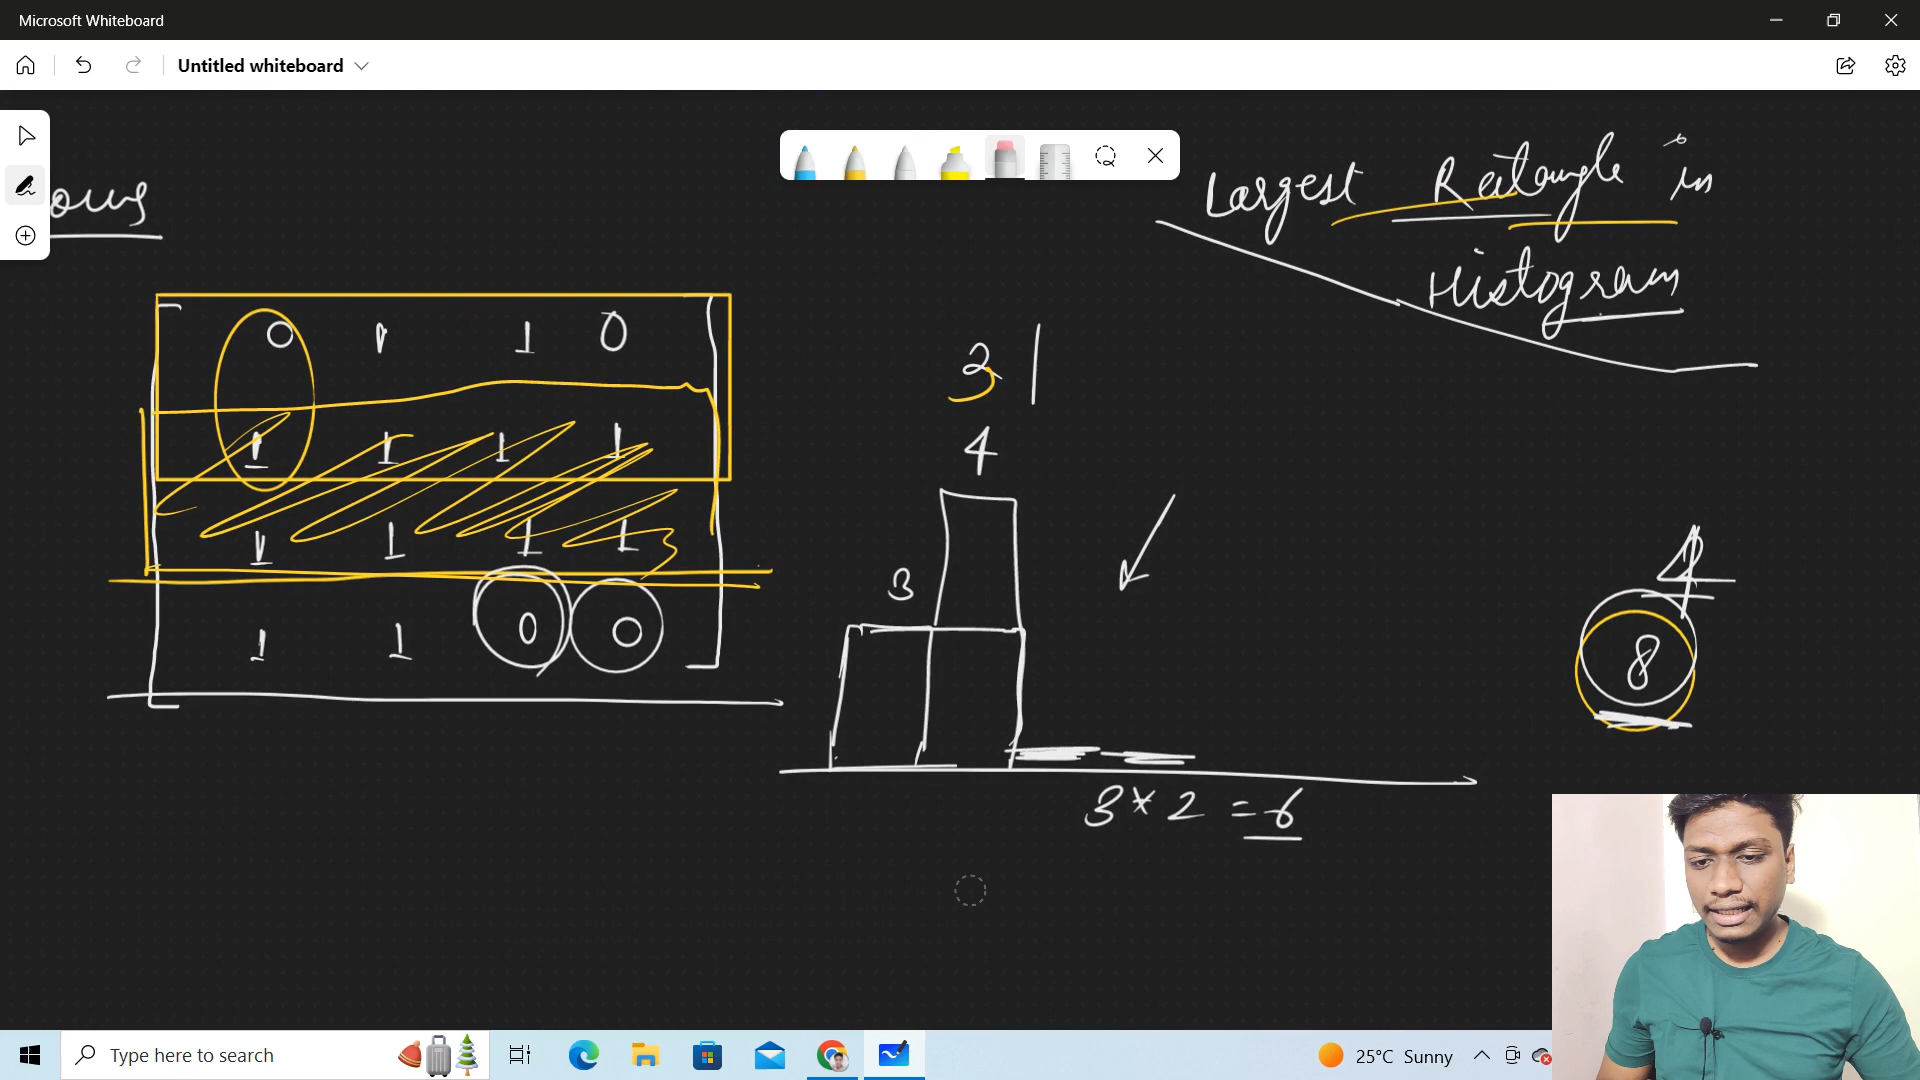 Microsoft Whiteboard
Untitled whiteboard
ous
Largest Rectangle in
Histogram
0 1 1 0
1 1 1 1
1 1 1 1
1 1 0 0
3
4
3
3 * 2 = 6
4
8
Type here to search
25°C Sunny